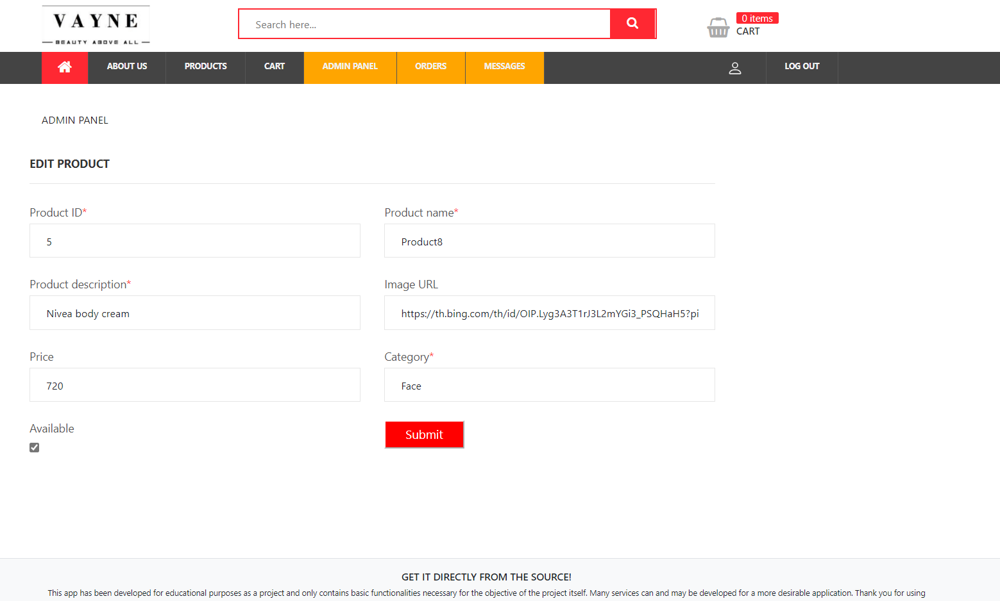 VAYNE
BEAUTY ABOVE ALL
Search here...
0 items
CART
ABOUT US PRODUCTS CART ADMIN PANEL ORDERS MESSAGES LOG OUT
ADMIN PANEL
EDIT PRODUCT
Product ID* Product name*
5 Product8
Product description* Image URL
Nivea body cream https://th.bing.com/th/id/OIP.Lyg3A3T1rJ3L2mYGi3_PSQHaH5?pi
Price Category*
720 Face
Available Submit
GET IT DIRECTLY FROM THE SOURCE!
This app has been developed for educational purposes as a project and only contains basic functionalities necessary for the objective of the project itself. Many services can and may be developed for a more desirable application. Thank you for using